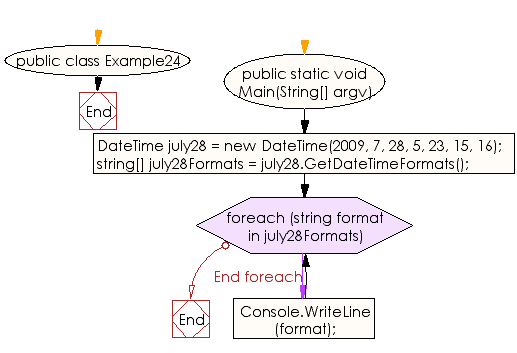 public class Example24
End
public static void
Main(String[] argv)
DateTime july28 = new DateTime(2009, 7, 28, 5, 23, 15, 16);
string[] july28Formats = july28.GetDateTimeFormats();
foreach (string format
in july28Formats)
End foreach
End
Console.WriteLine
(format);